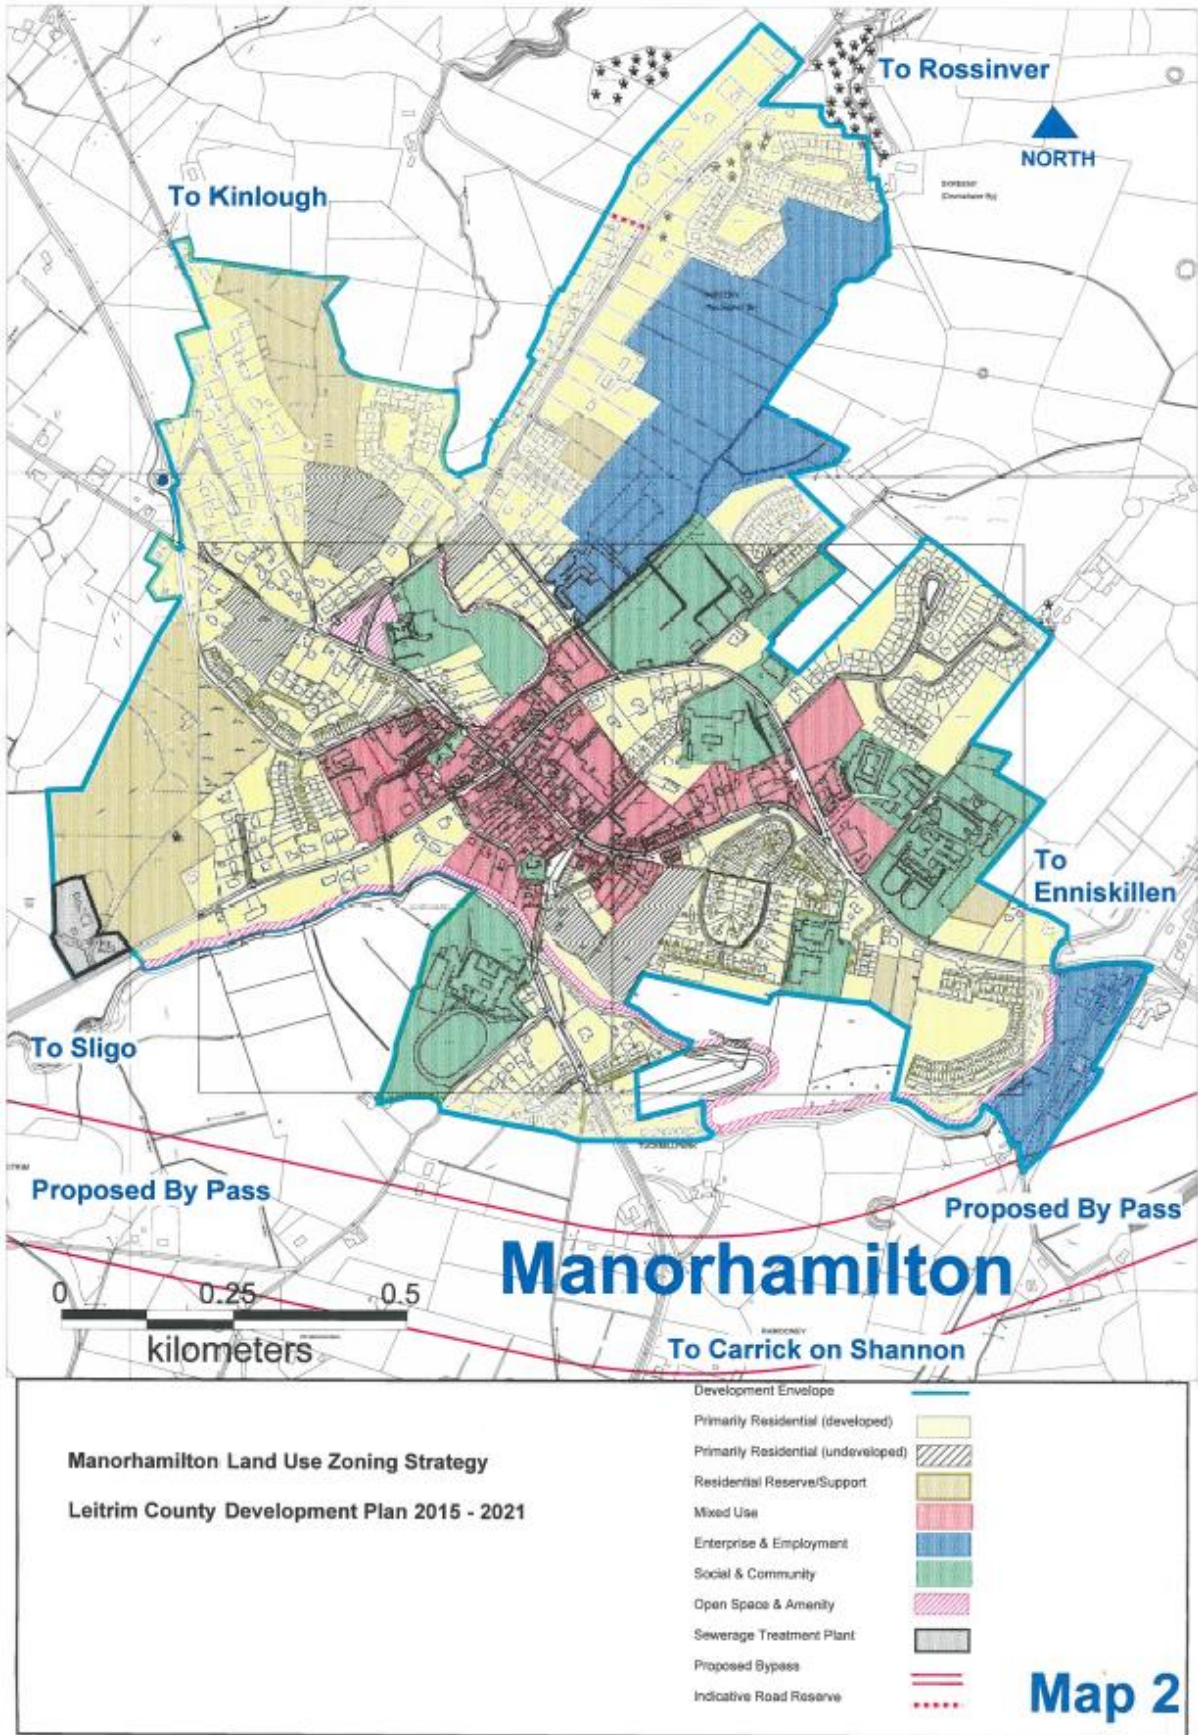 To Rossinver
NORTH
To Kinlough
To
Enniskillen
To Sligo
Proposed By Pass
Proposed By Pass
Manorhamilton
0 0.25 0.5
kilometers
To Carrick on Shannon
Development Envelope
Primarily Residential (developed)
Primarily Residential (undeveloped)
Residential Reserve/Support
Mixed Use
Enterprise & Employment
Social & Community
Open Space & Amenity
Sewerage Treatment Plant
Proposed Bypass
Indicative Road Reserve
Manorhamilton Land Use Zoning Strategy
Leitrim County Development Plan 2015 - 2021
Map 2